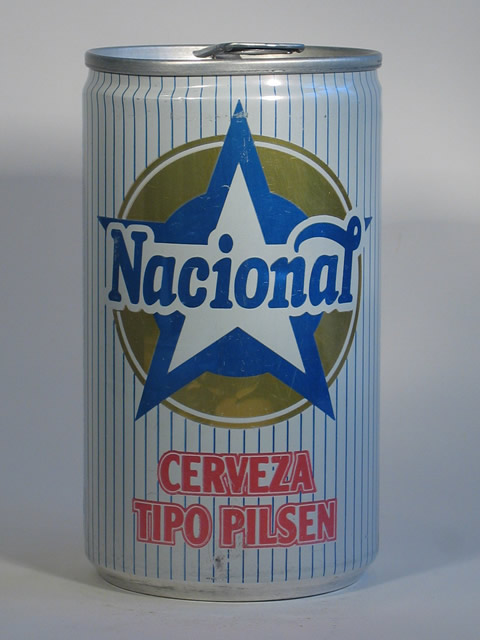 Nacional
CERVEZA
TIPO PILSEN